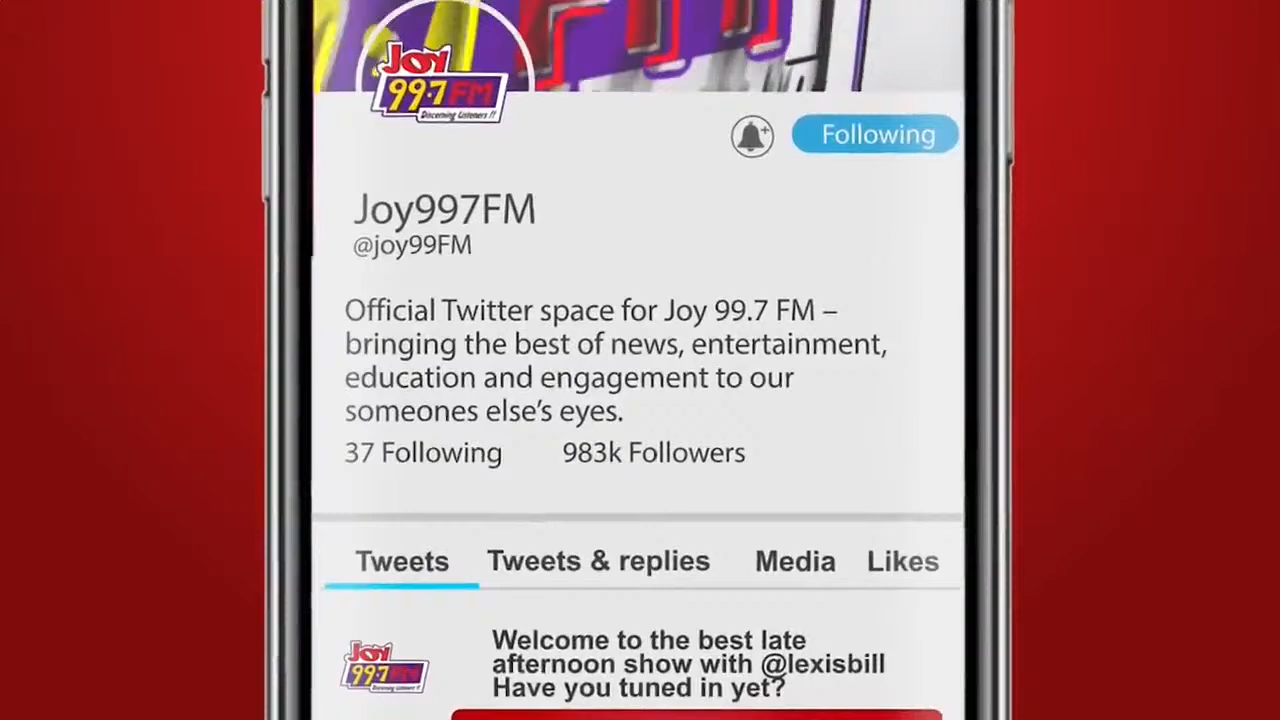 JOY
99.7 FM
Discerning Listeners !!
Following
Joy997FM
@joy99FM
Official Twitter space for Joy 99.7 FM –
bringing the best of news, entertainment,
education and engagement to our
someones else's eyes.
37 Following 983k Followers
Tweets Tweets & replies Media Likes
JOY
99.7 FM
Discerning Listeners !!
Welcome to the best late
afternoon show with @lexisbill
Have you tuned in yet?